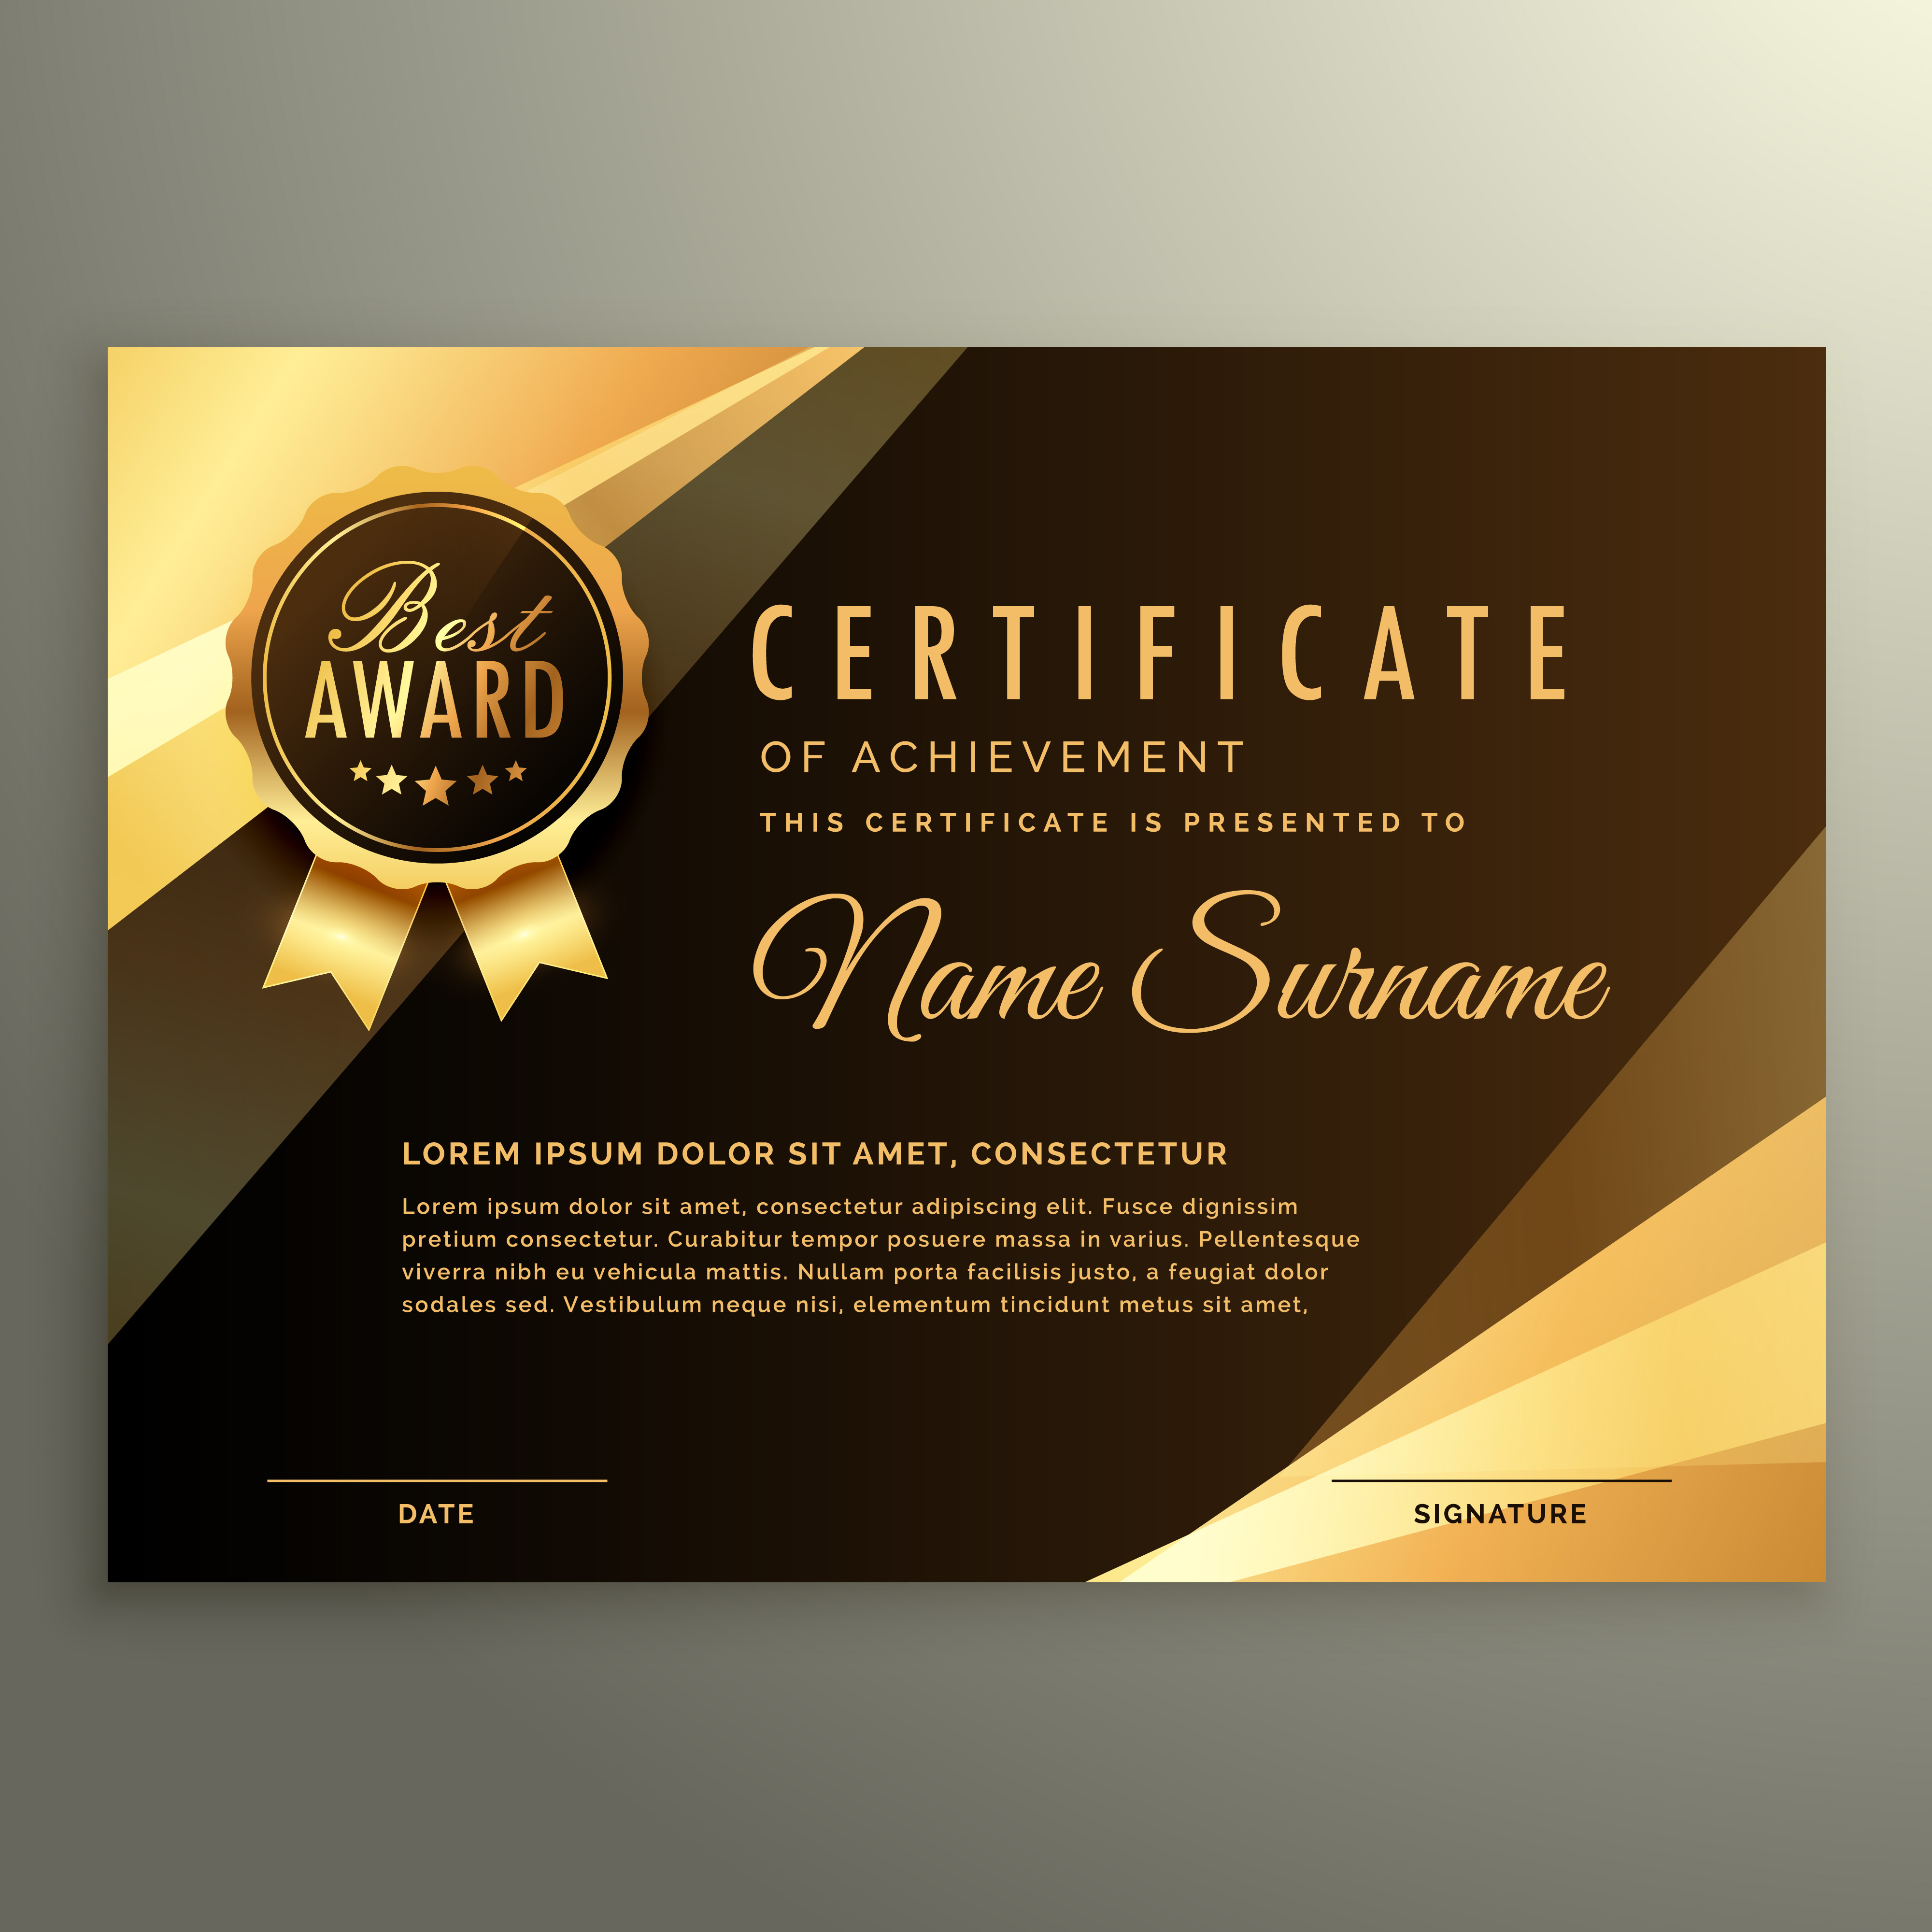 Best
AWARD
CERTIFICATE
OF ACHIEVEMENT
THIS CERTIFICATE IS PRESENTED TO
Name Surname
LOREM IPSUM DOLOR SIT AMET, CONSECTETUR
Lorem ipsum dolor sit amet, consectetur adipiscing elit. Fusce dignissim
pretium consectetur. Curabitur tempor posuere massa in varius. Pellentesque
viverra nibh eu vehicula mattis. Nullam porta facilisis justo, a feugiat dolor
sodales sed. Vestibulum neque nisi, elementum tincidunt metus sit amet,
DATE
SIGNATURE